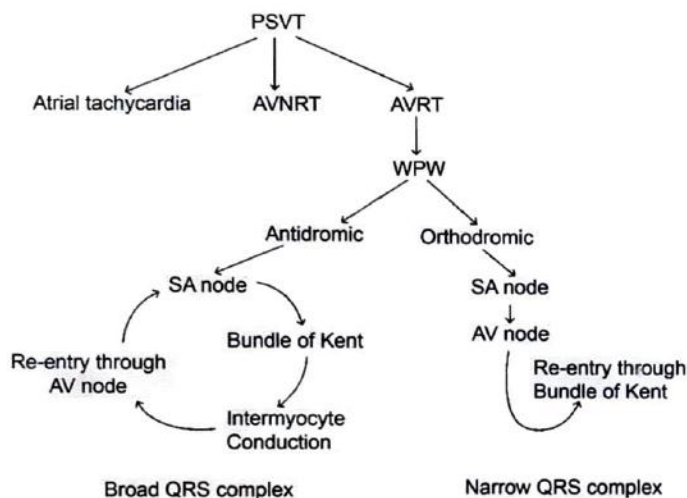 PSVT
Atrial tachycardia
AVNRT
AVRT
WPW
Antidromic
Orthodromic
SA node
Bundle of Kent
Intermyocyte
Conduction
Re-entry through
AV node
Broad QRS complex
SA node
AV node
Re-entry through
Bundle of Kent
Narrow QRS complex